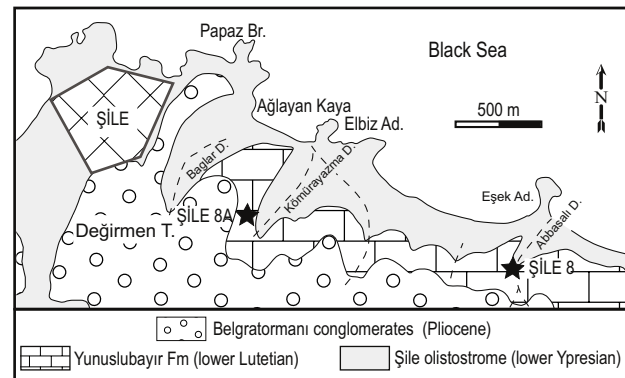 Papaz Br.
Black Sea
Ağlayan Kaya
Elbiz Ad.
500 m
N
ŞİLE
Baglar D.
Kömürayazma D.
Eşek Ad.
Abbasalı D.
ŞİLE 8A
Değirmen T.
ŞİLE 8
Belgratormanı conglomerates (Pliocene)
Yunuslubayır Fm (lower Lutetian)
Şile olistostrome (lower Ypresian)